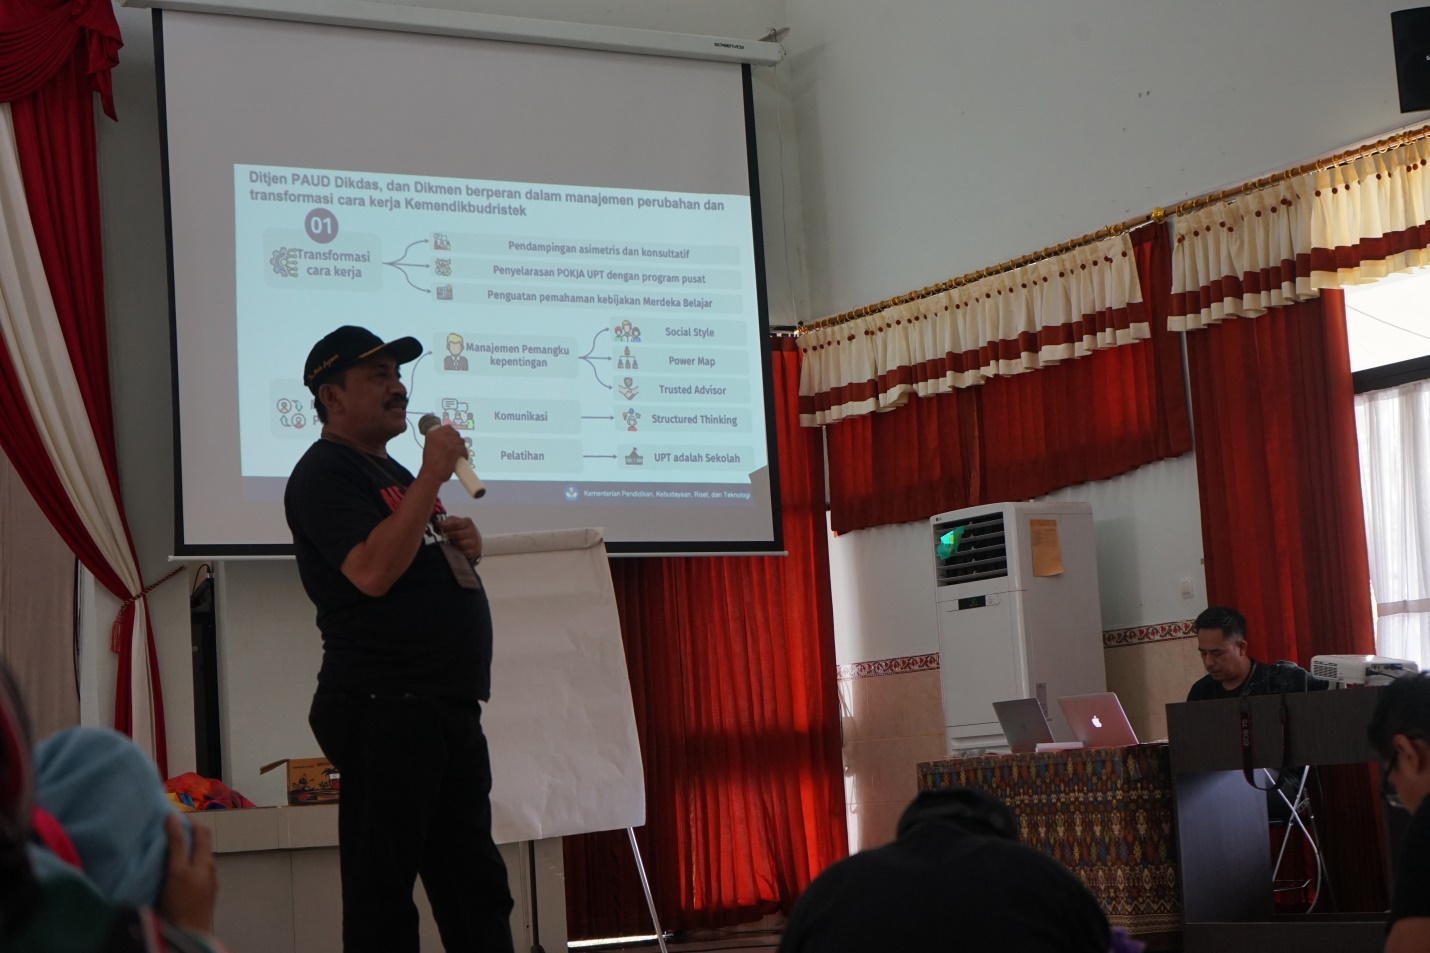 Ditjen PAUD Dikdas, dan Dikmen berperan dalam manajemen perubahan dan
transformasi cara kerja Kemendikbudristek
01
Transformasi
cara kerja
Pendampingan asimetris dan konsultatif
Penyelarasan POKJA UPT dengan program pusat
Penguatan pemahaman kebijakan Merdeka Belajar
Manajemen Pemangku
kepentingan
Social Style
Power Map
Trusted Advisor
Komunikasi
Structured Thinking
Pelatihan
UPT adalah Sekolah
Kementerian Pendidikan, Kebudayaan, Riset, dan Teknologi